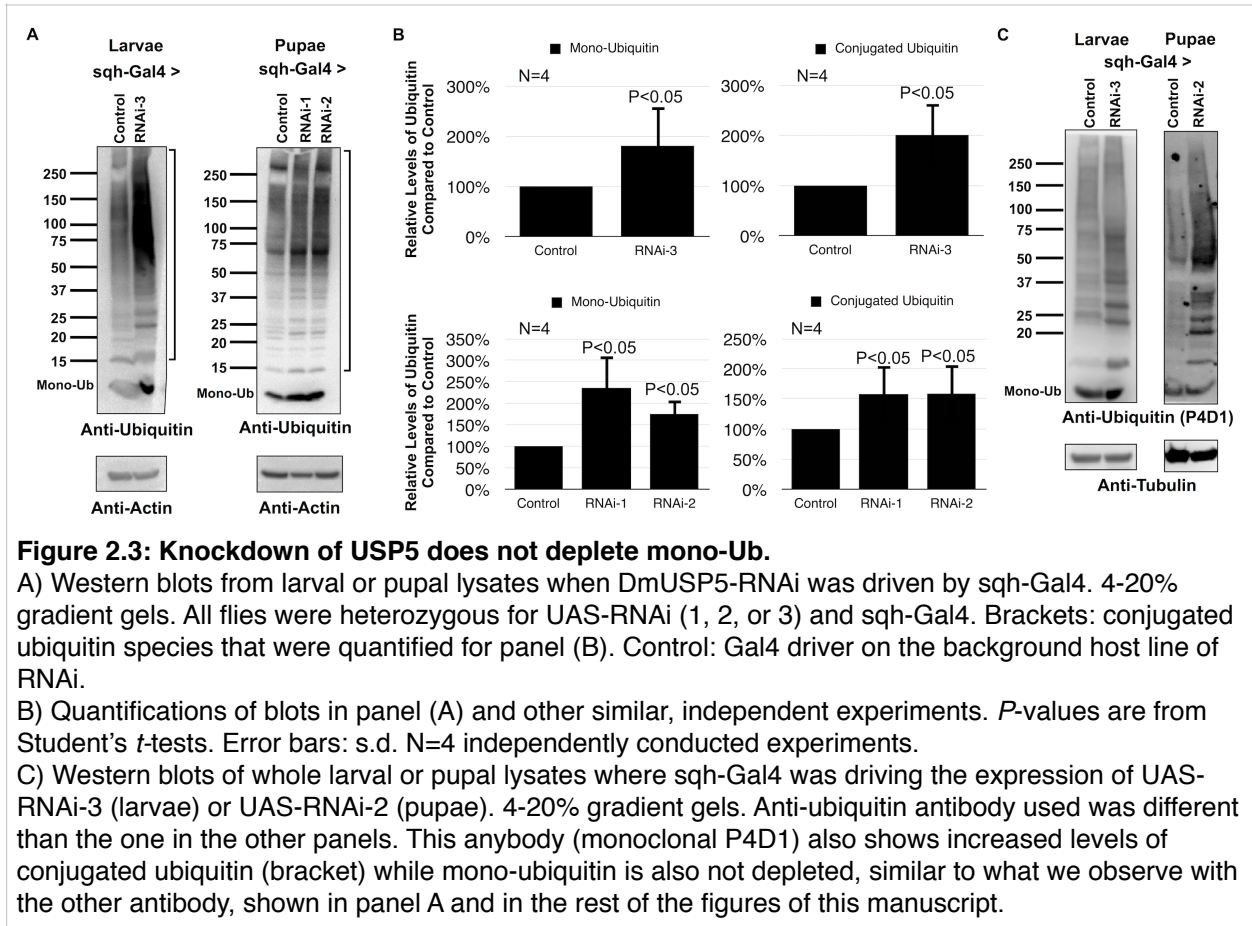 A
Larvae
sqh-Gal4 >
Control
RNAi-3
250
150
100
75
50
37
25
20
15
Mono-Ub
Anti-Ubiquitin
Anti-Actin
Pupae
sqh-Gal4 >
Control
RNAi-1
RNAi-2
250
150
100
75
50
37
25
20
15
Mono-Ub
Anti-Ubiquitin
Anti-Actin
B
Relative Levels of Ubiquitin
Compared to Control
Mono-Ubiquitin
N=4
300%
200%
100%
0%
P<0.05
Control
RNAi-3
Conjugated Ubiquitin
N=4
300%
200%
100%
0%
P<0.05
Control
RNAi-3
Relative Levels of Ubiquitin
Compared to Control
Mono-Ubiquitin
N=4
350%
300%
250%
200%
150%
100%
50%
0%
P<0.05
P<0.05
Control
RNAi-1
RNAi-2
Conjugated Ubiquitin
N=4
250%
200%
150%
100%
50%
0%
P<0.05
P<0.05
Control
RNAi-1
RNAi-2
C
Larvae
Pupae
sqh-Gal4 >
Control
RNAi-3
Control
RNAi-2
250
150
100
75
50
37
25
20
Mono-Ub
Anti-Ubiquitin (P4D1)
Anti-Tubulin
Figure 2.3: Knockdown of USP5 does not deplete mono-Ub.
A) Western blots from larval or pupal lysates when DmUSP5-RNAi was driven by sqh-Gal4. 4-20%
gradient gels. All flies were heterozygous for UAS-RNAi (1, 2, or 3) and sqh-Gal4. Brackets: conjugated
ubiquitin species that were quantified for panel (B). Control: Gal4 driver on the background host line of
RNAi.
B) Quantifications of blots in panel (A) and other similar, independent experiments. P-values are from
Student's t-tests. Error bars: s.d. N=4 independently conducted experiments.
C) Western blots of whole larval or pupal lysates where sqh-Gal4 was driving the expression of UAS-
RNAi-3 (larvae) or UAS-RNAi-2 (pupae). 4-20% gradient gels. Anti-ubiquitin antibody used was different
than the one in the other panels. This anybody (monoclonal P4D1) also shows increased levels of
conjugated ubiquitin (bracket) while mono-ubiquitin is also not depleted, similar to what we observe with
the other antibody, shown in panel A and in the rest of the figures of this manuscript.